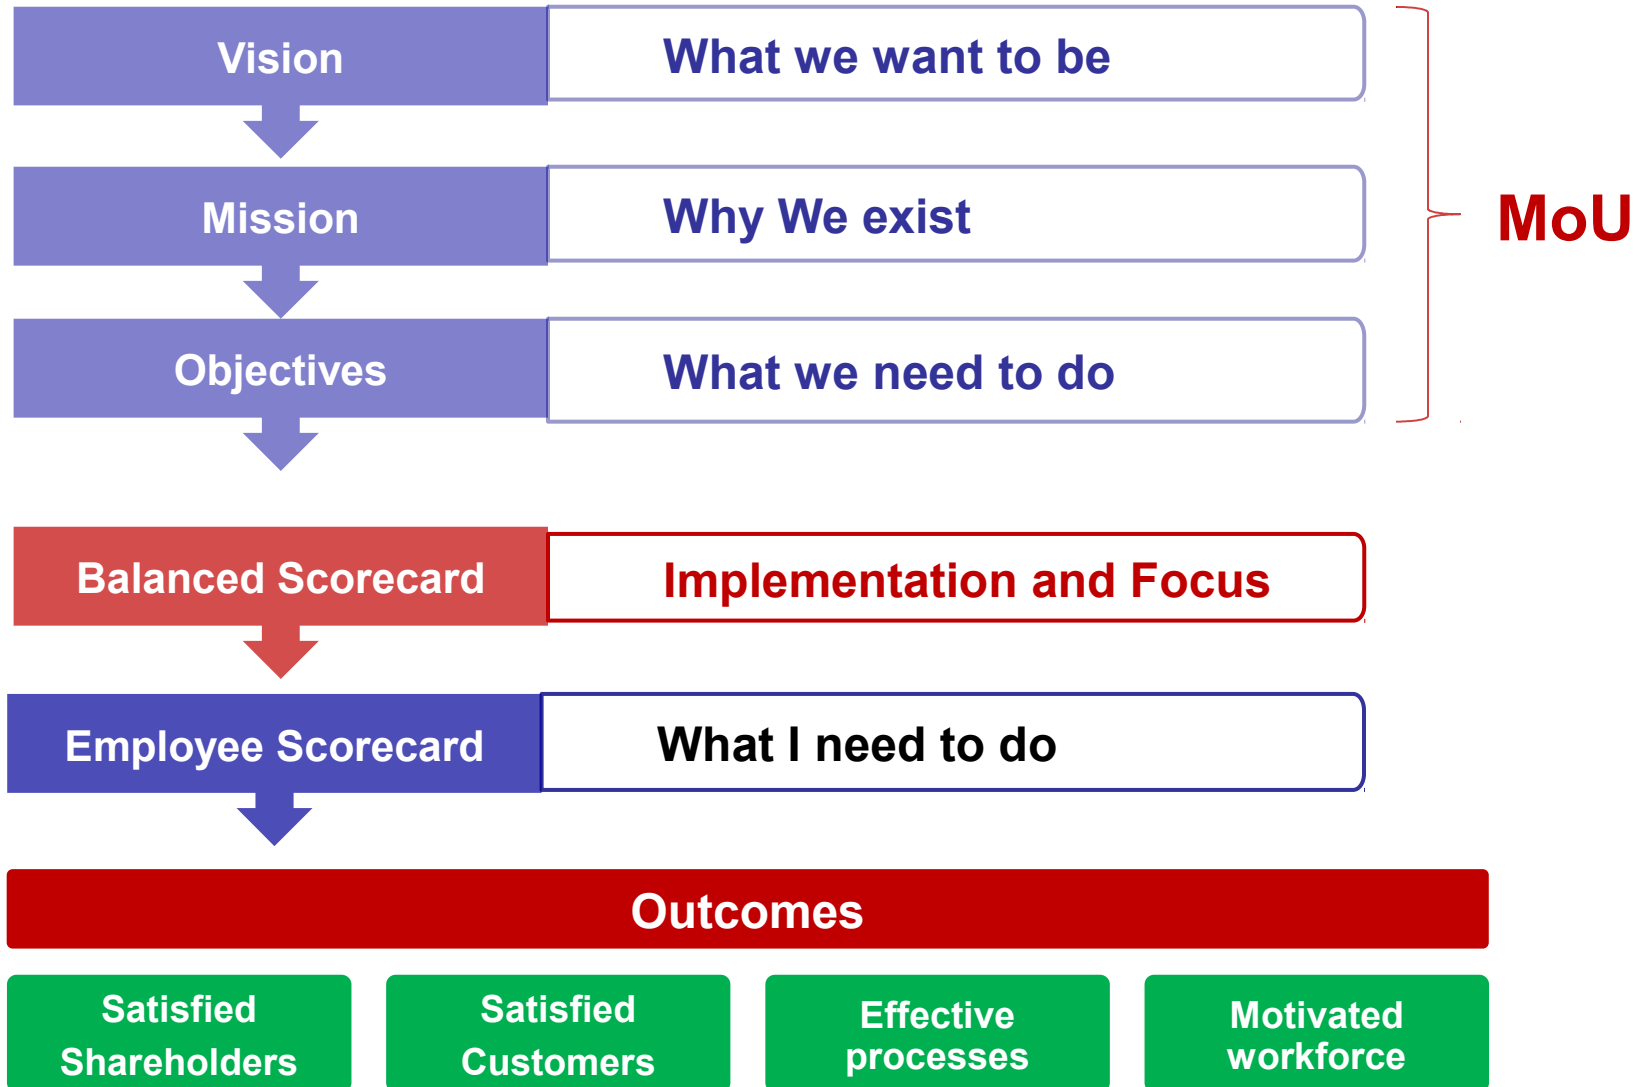 Vision
What we want to be
Mission
Why We exist
MoU
Objectives
What we need to do
Balanced Scorecard
Implementation and Focus
Employee Scorecard
What I need to do
Outcomes
Satisfied
Shareholders
Satisfied
Customers
Effective
processes
Motivated
workforce